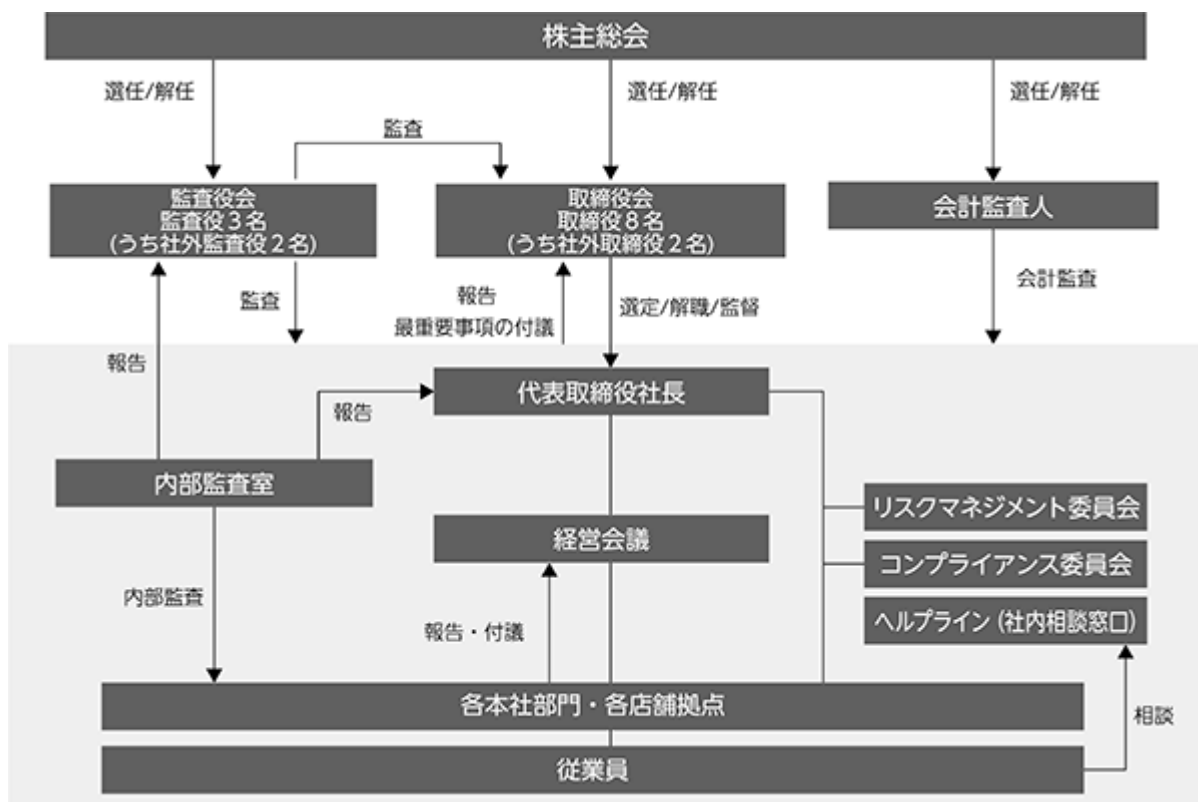 株主総会
選任/解任
選任/解任
選任/解任
監査
監査役会
監査役3名
(うち社外監査役2名)
取締役会
取締役8名
(うち社外取締役2名)
会計監査人
監査
報告
最重要事項の付議
選定/解職/監督
会計監査
報告
代表取締役社長
報告
内部監査室
リスクマネジメント委員会
経営会議
コンプライアンス委員会
内部監査
ヘルプライン (社内相談窓口)
報告・付議
各本社部門・各店舗拠点
相談
従業員